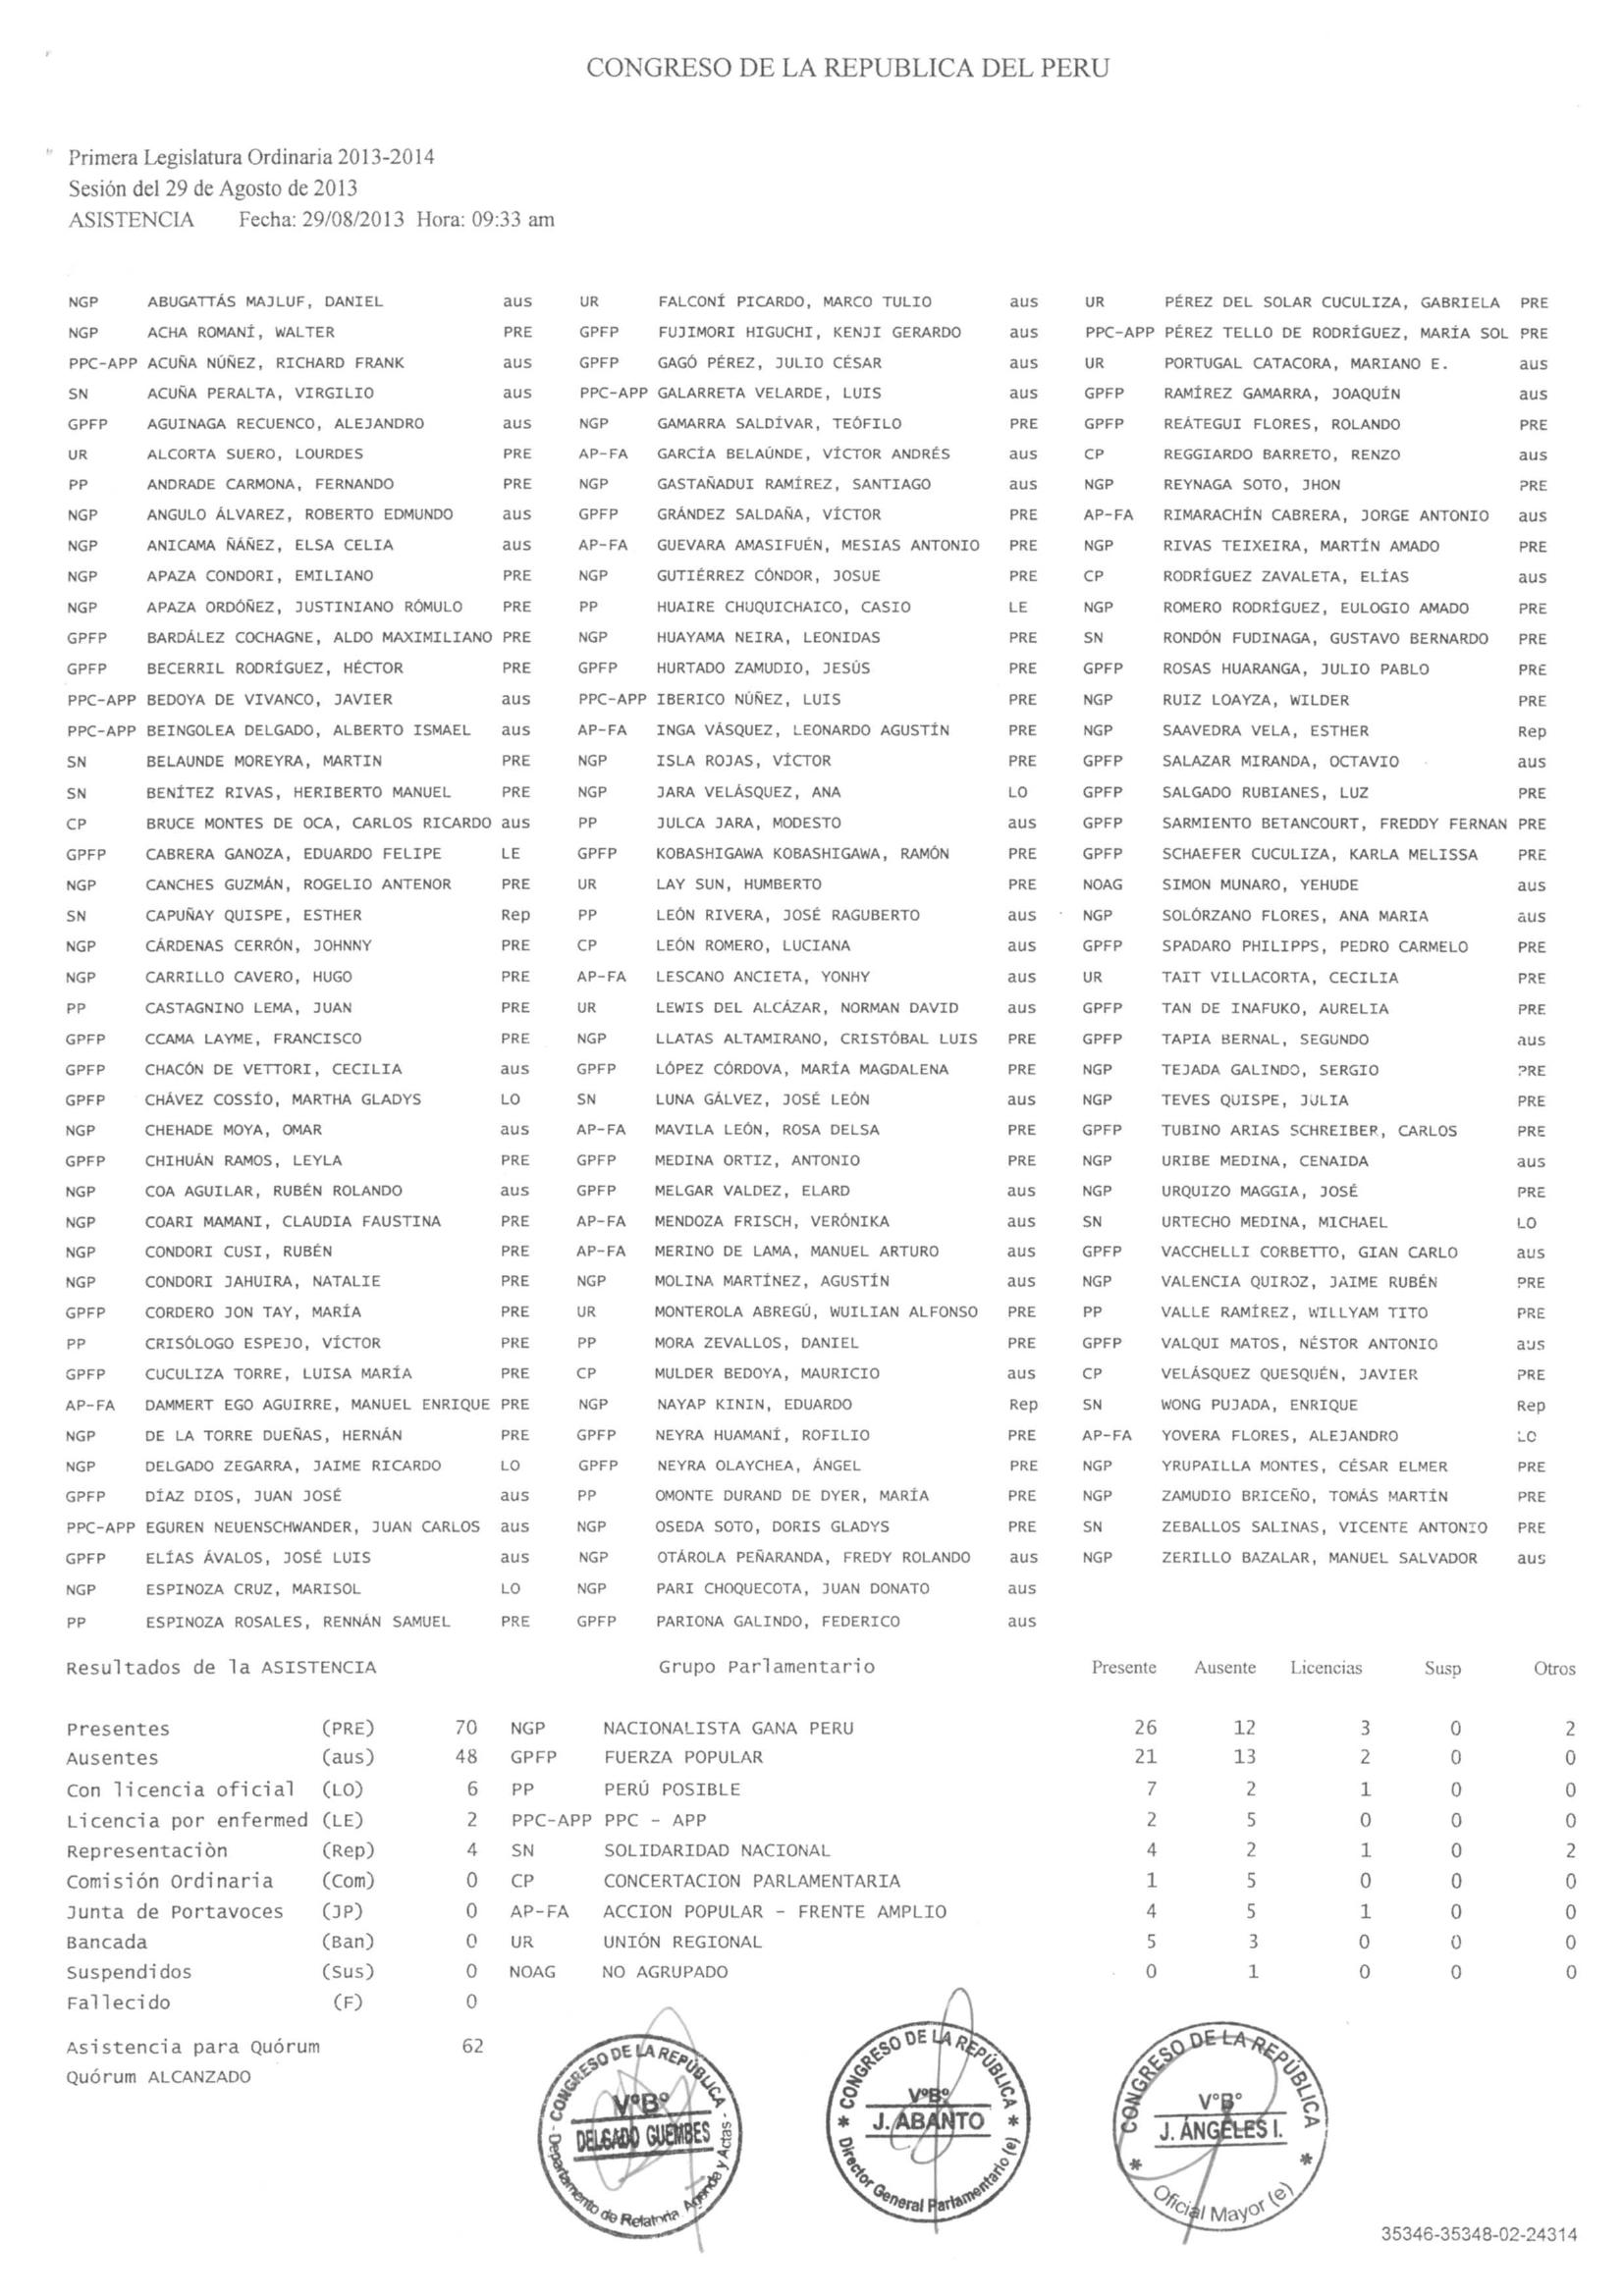 CONGRESO DE LA REPUBLICA DEL PERU
Primera Legislatura Ordinaria 2013-2014
Sesión del 29 de Agosto de 2013
ASISTENCIA Fecha: 29/08/2013 Hora: 09:33 am
NGP ABUGATTÁS MAJLUF, DANIEL aus UR FALCONÍ PICARDO, MARCO TULIO aus UR PÉREZ DEL SOLAR CUCULIZA, GABRIELA PRE
NGP ACHA ROMANÍ, WALTER PRE GPFP FUJIMORI HIGUCHI, KENJI GERARDO aus PPC-APP PÉREZ TELLO DE RODRÍGUEZ, MARÍA SOL PRE
PPC-APP ACUÑA NÚÑEZ, RICHARD FRANK aus GPFP GAGÓ PÉREZ, JULIO CÉSAR aus UR PORTUGAL CATACORA, MARIANO E. aus
SN ACUÑA PERALTA, VIRGILIO aus PPC-APP GALARRETA VELARDE, LUIS aus GPFP RAMÍREZ GAMARRA, JOAQUÍN aus
GPFP AGUINAGA RECUENCO, ALEJANDRO aus NGP GAMARRA SALDÍVAR, TEÓFILO PRE GPFP REÁTEGUI FLORES, ROLANDO PRE
UR ALCORTA SUERO, LOURDES PRE AP-FA GARCÍA BELAÚNDE, VÍCTOR ANDRÉS aus CP REGGIARDO BARRETO, RENZO aus
PP ANDRADE CARMONA, FERNANDO PRE NGP GASTAÑADUI RAMÍREZ, SANTIAGO aus NGP REYNAGA SOTO, JHON PRE
NGP ANGULO ÁLVAREZ, ROBERTO EDMUNDO aus GPFP GRÁNDEZ SALDAÑA, VÍCTOR PRE AP-FA RIMARACHÍN CABRERA, JORGE ANTONIO aus
NGP ANICAMA ÑÁÑEZ, ELSA CELIA aus AP-FA GUEVARA AMASIFUÉN, MESIAS ANTONIO PRE NGP RIVAS TEIXEIRA, MARTÍN AMADO PRE
NGP APAZA CONDORI, EMILIANO PRE NGP GUTIÉRREZ CÓNDOR, JOSUE PRE CP RODRÍGUEZ ZAVALETA, ELÍAS aus
NGP APAZA ORDÓÑEZ, JUSTINIANO RÓMULO PRE PP HUAIRE CHUQUICHAICO, CASIO LE NGP ROMERO RODRÍGUEZ, EULOGIO AMADO PRE
GPFP BARDÁLEZ COCHAGNE, ALDO MAXIMILIANO PRE NGP HUAYAMA NEIRA, LEONIDAS PRE SN RONDÓN FUDINAGA, GUSTAVO BERNARDO PRE
GPFP BECERRIL RODRÍGUEZ, HÉCTOR PRE GPFP HURTADO ZAMUDIO, JESÚS PRE GPFP ROSAS HUARANGA, JULIO PABLO PRE
PPC-APP BEDOYA DE VIVANCO, JAVIER aus PPC-APP IBERICO NÚÑEZ, LUIS PRE NGP RUIZ LOAYZA, WILDER PRE
PPC-APP BEINGOLEA DELGADO, ALBERTO ISMAEL aus AP-FA INGA VÁSQUEZ, LEONARDO AGUSTÍN PRE NGP SAAVEDRA VELA, ESTHER Rep
SN BELAUNDE MOREYRA, MARTIN PRE NGP ISLA ROJAS, VÍCTOR PRE GPFP SALAZAR MIRANDA, OCTAVIO aus
SN BENÍTEZ RIVAS, HERIBERTO MANUEL PRE NGP JARA VELÁSQUEZ, ANA LO GPFP SALGADO RUBIANES, LUZ PRE
CP BRUCE MONTES DE OCA, CARLOS RICARDO aus PP JULCA JARA, MODESTO aus GPFP SARMIENTO BETANCOURT, FREDDY FERNAN PRE
GPFP CABRERA GANOZA, EDUARDO FELIPE LE GPFP KOBASHIGAWA KOBASHIGAWA, RAMÓN PRE GPFP SCHAEFER CUCULIZA, KARLA MELISSA PRE
NGP CANCHES GUZMÁN, ROGELIO ANTENOR PRE UR LAY SUN, HUMBERTO PRE NOAG SIMON MUNARO, YEHUDE aus
SN CAPUÑAY QUISPE, ESTHER Rep PP LEÓN RIVERA, JOSÉ RAGUBERTO aus NGP SOLÓRZANO FLORES, ANA MARIA aus
NGP CÁRDENAS CERRÓN, JOHNNY PRE CP LEÓN ROMERO, LUCIANA aus GPFP SPADARO PHILIPPS, PEDRO CARMELO PRE
NGP CARRILLO CAVERO, HUGO PRE AP-FA LESCANO ANCIETA, YONHY aus UR TAIT VILLACORTA, CECILIA PRE
PP CASTAGNINO LEMA, JUAN PRE UR LEWIS DEL ALCÁZAR, NORMAN DAVID aus GPFP TAN DE INAFUKO, AURELIA PRE
GPFP CCAMA LAYME, FRANCISCO PRE NGP LLATAS ALTAMIRANO, CRISTÓBAL LUIS PRE GPFP TAPIA BERNAL, SEGUNDO aus
GPFP CHACÓN DE VETTORI, CECILIA aus GPFP LÓPEZ CÓRDOVA, MARÍA MAGDALENA PRE NGP TEJADA GALINDO, SERGIO PRE
GPFP CHÁVEZ COSSÍO, MARTHA GLADYS LO SN LUNA GÁLVEZ, JOSÉ LEÓN aus NGP TEVES QUISPE, JULIA PRE
NGP CHEHADE MOYA, OMAR aus AP-FA MAVILA LEÓN, ROSA DELSA PRE GPFP TUBINO ARIAS SCHREIBER, CARLOS PRE
GPFP CHIHUÁN RAMOS, LEYLA PRE GPFP MEDINA ORTIZ, ANTONIO PRE NGP URIBE MEDINA, CENAIDA aus
NGP COA AGUILAR, RUBÉN ROLANDO aus GPFP MELGAR VALDEZ, ELARD aus NGP URQUIZO MAGGIA, JOSÉ PRE
NGP COARI MAMANI, CLAUDIA FAUSTINA PRE AP-FA MENDOZA FRISCH, VERÓNIKA aus SN URTECHO MEDINA, MICHAEL LO
NGP CONDORI CUSI, RUBÉN PRE AP-FA MERINO DE LAMA, MANUEL ARTURO aus GPFP VACCHELLI CORBETTO, GIAN CARLO aus
NGP CONDORI JAHUIRA, NATALIE PRE NGP MOLINA MARTÍNEZ, AGUSTÍN aus NGP VALENCIA QUIROZ, JAIME RUBÉN PRE
GPFP CORDERO JON TAY, MARÍA PRE UR MONTEROLA ABREGÚ, WUILIAN ALFONSO PRE PP VALLE RAMÍREZ, WILLYAM TITO PRE
PP CRISÓLOGO ESPEJO, VÍCTOR PRE PP MORA ZEVALLOS, DANIEL PRE GPFP VALQUI MATOS, NÉSTOR ANTONIO aus
GPFP CUCULIZA TORRE, LUISA MARÍA PRE CP MULDER BEDOYA, MAURICIO aus CP VELÁSQUEZ QUESQUÉN, JAVIER PRE
AP-FA DAMMERT EGO AGUIRRE, MANUEL ENRIQUE PRE NGP NAYAP KININ, EDUARDO Rep SN WONG PUJADA, ENRIQUE Rep
NGP DE LA TORRE DUEÑAS, HERNÁN PRE GPFP NEYRA HUAMANÍ, ROFILIO PRE AP-FA YOVERA FLORES, ALEJANDRO LO
NGP DELGADO ZEGARRA, JAIME RICARDO LO GPFP NEYRA OLAYCHEA, ÁNGEL PRE NGP YRUPAILLA MONTES, CÉSAR ELMER PRE
GPFP DÍAZ DIOS, JUAN JOSÉ aus PP OMONTE DURAND DE DYER, MARÍA PRE NGP ZAMUDIO BRICEÑO, TOMÁS MARTÍN PRE
PPC-APP EGUREN NEUENSCHWANDER, JUAN CARLOS aus NGP OSEDA SOTO, DORIS GLADYS PRE SN ZEBALLOS SALINAS, VICENTE ANTONIO PRE
GPFP ELÍAS ÁVALOS, JOSÉ LUIS aus NGP OTÁROLA PEÑARANDA, FREDY ROLANDO aus NGP ZERILLO BAZALAR, MANUEL SALVADOR aus
NGP ESPINOZA CRUZ, MARISOL LO NGP PARI CHOQUECOTA, JUAN DONATO aus
PP ESPINOZA ROSALES, RENNÁN SAMUEL PRE GPFP PARIONA GALINDO, FEDERICO aus
Resultados de la ASISTENCIA Grupo Parlamentario Presente Ausente Licencias Susp Otros
Presentes (PRE) 70 NGP NACIONALISTA GANA PERU 26 12 3 0 2
Ausentes (aus) 48 GPFP FUERZA POPULAR 21 13 2 0 0
Con licencia oficial (LO) 6 PP PERÚ POSIBLE 7 2 1 0 0
Licencia por enfermed (LE) 2 PPC-APP PPC - APP 2 5 0 0 0
Representaciòn (Rep) 4 SN SOLIDARIDAD NACIONAL 4 2 1 0 2
Comisión Ordinaria (Com) 0 CP CONCERTACION PARLAMENTARIA 1 5 0 0 0
Junta de Portavoces (JP) 0 AP-FA ACCION POPULAR - FRENTE AMPLIO 4 5 1 0 0
Bancada (Ban) 0 UR UNIÓN REGIONAL 5 3 0 0 0
Suspendidos (Sus) 0 NOAG NO AGRUPADO 0 1 0 0 0
Fallecido (F) 0
Asistencia para Quórum 62
Quórum ALCANZADO
CONGRESO DE LA REPÚBLICA
V°B°
DELGADO GUEMBES
Departamento de Relatoria Agenda y Actas
CONGRESO DE LA REPÚBLICA
V°B°
J. ABANTO
Director General Parlamentario (e)
CONGRESO DE LA REPÚBLICA
V°B°
J. ÁNGELES I.
Oficial Mayor (e)
35346-35348-02-24314